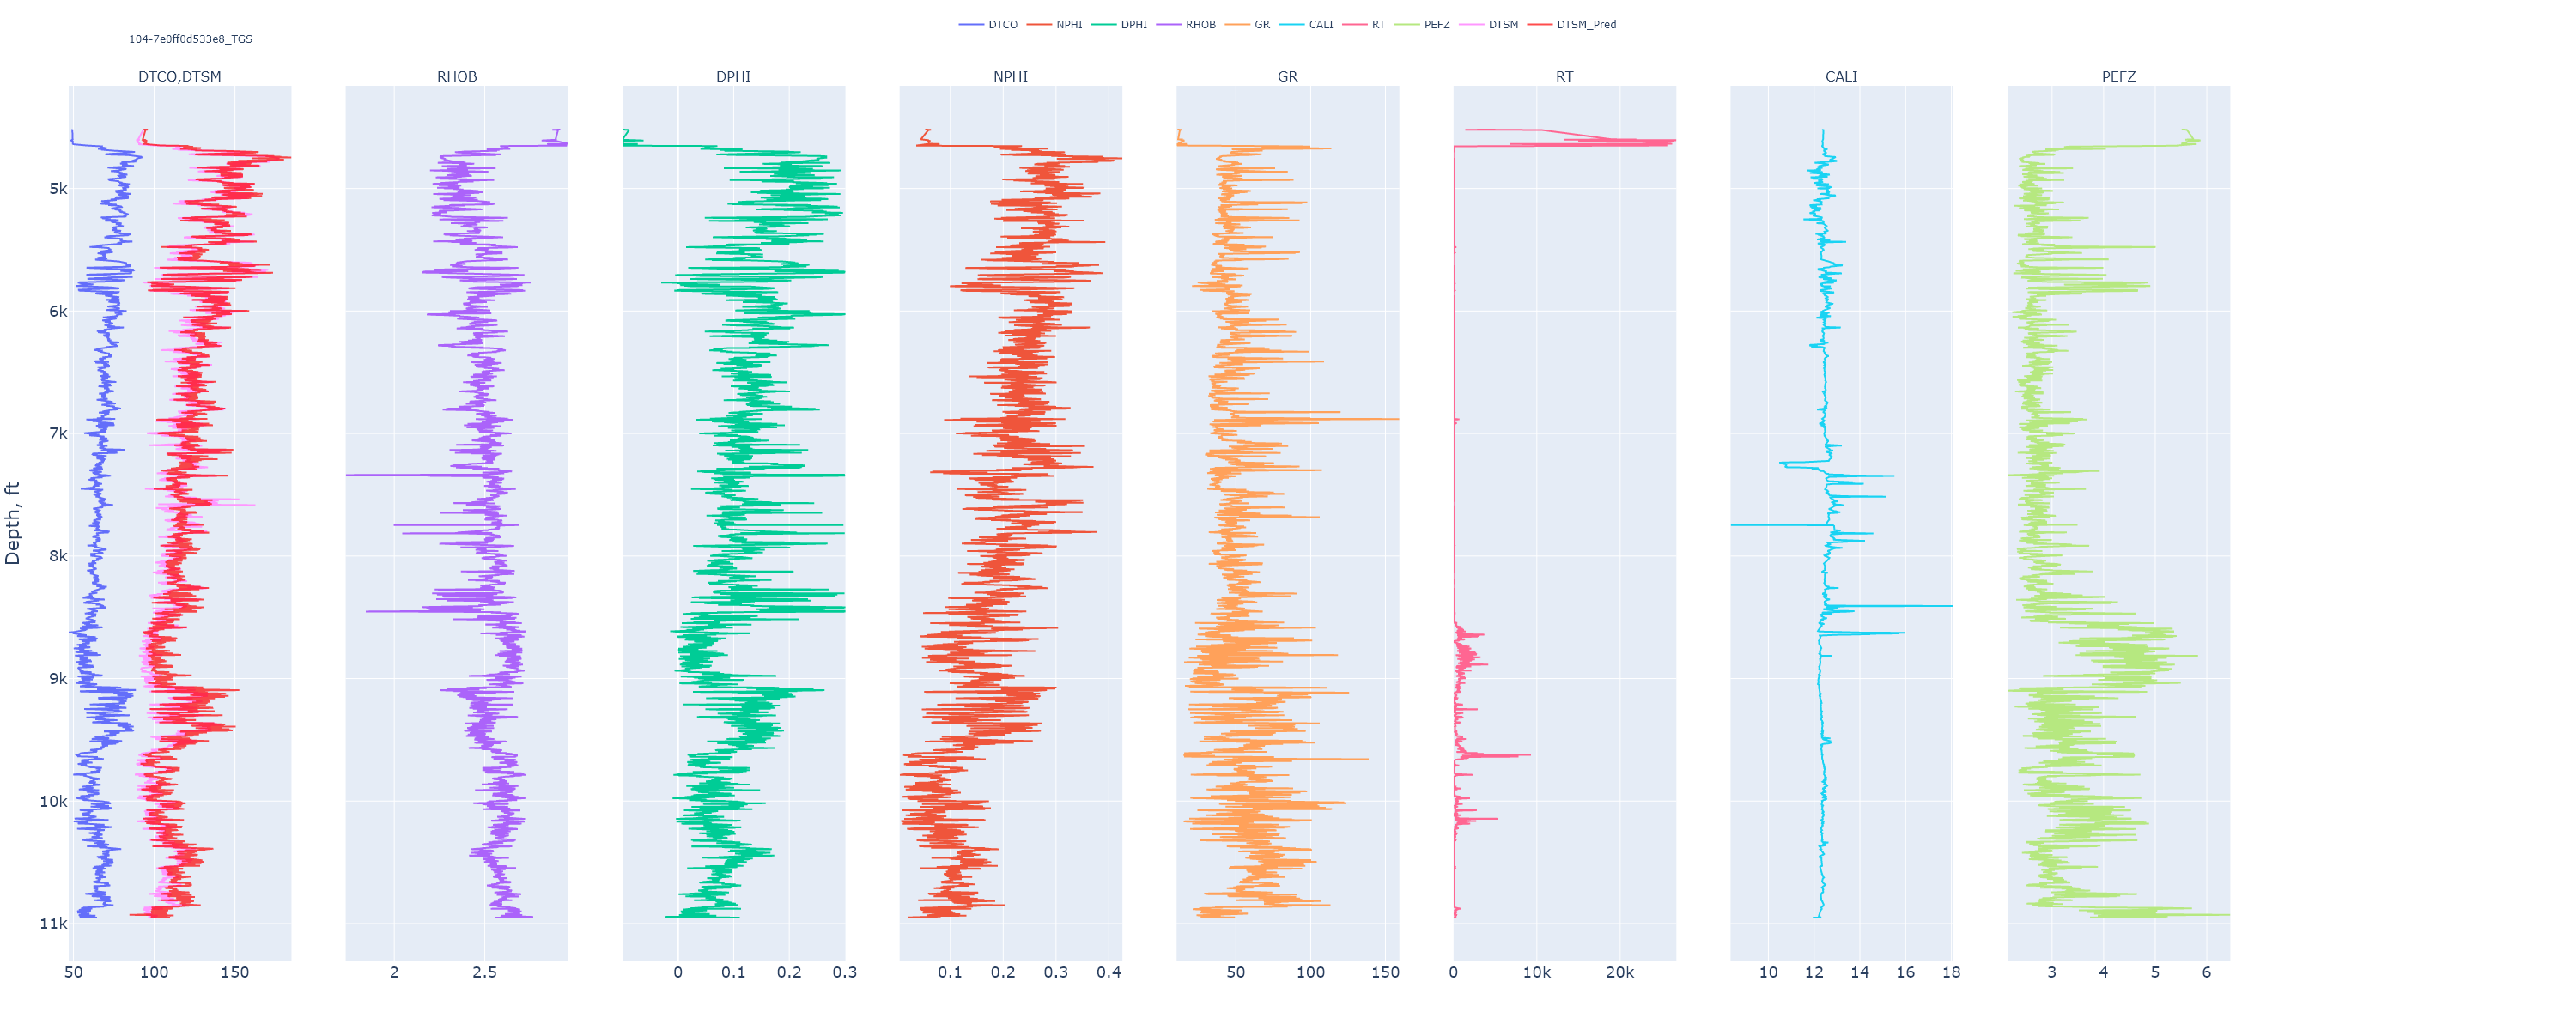 DTCO NPHI DPHI RHOB GR CALI RT PEFZ DTSM DTSM_Pred
104-7e0ff0d533e8_TGS
DTCO,DTSM RHOB DPHI NPHI GR RT CALI PEFZ
Depth, ft
5k
6k
7k
8k
9k
10k
11k
50 100 150 2 2.5 0 0.1 0.2 0.3 0.1 0.2 0.3 0.4 50 100 150 0 10k 20k 10 12 14 16 18 3 4 5 6